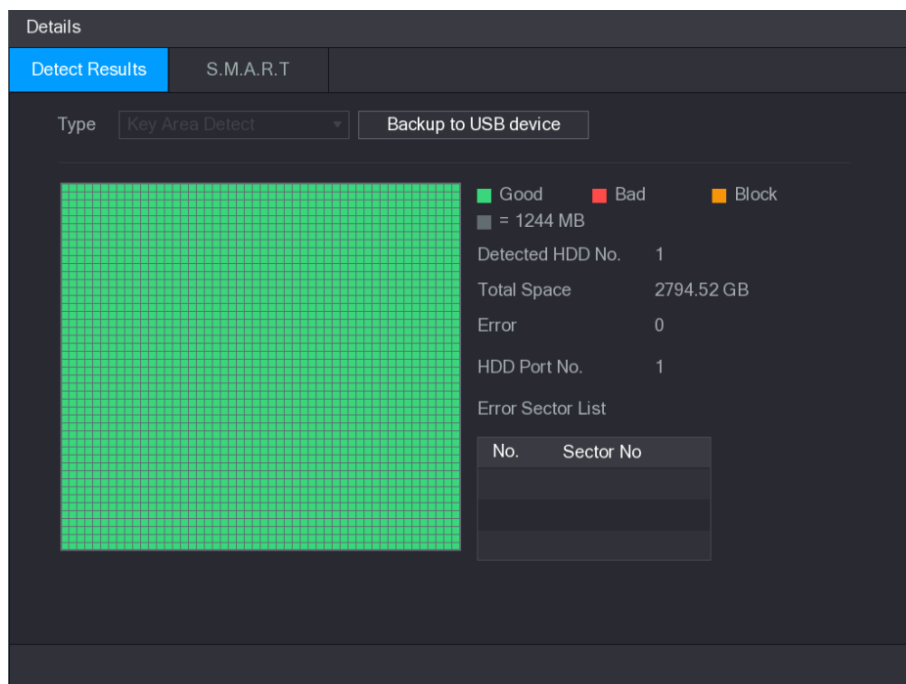 Details
Detect Results S.M.A.R.T
Type Key Area Detect Backup to USB device
Good Bad Block
= 1244 MB
Detected HDD No. 1
Total Space 2794.52 GB
Error 0
HDD Port No. 1
Error Sector List
No. Sector No